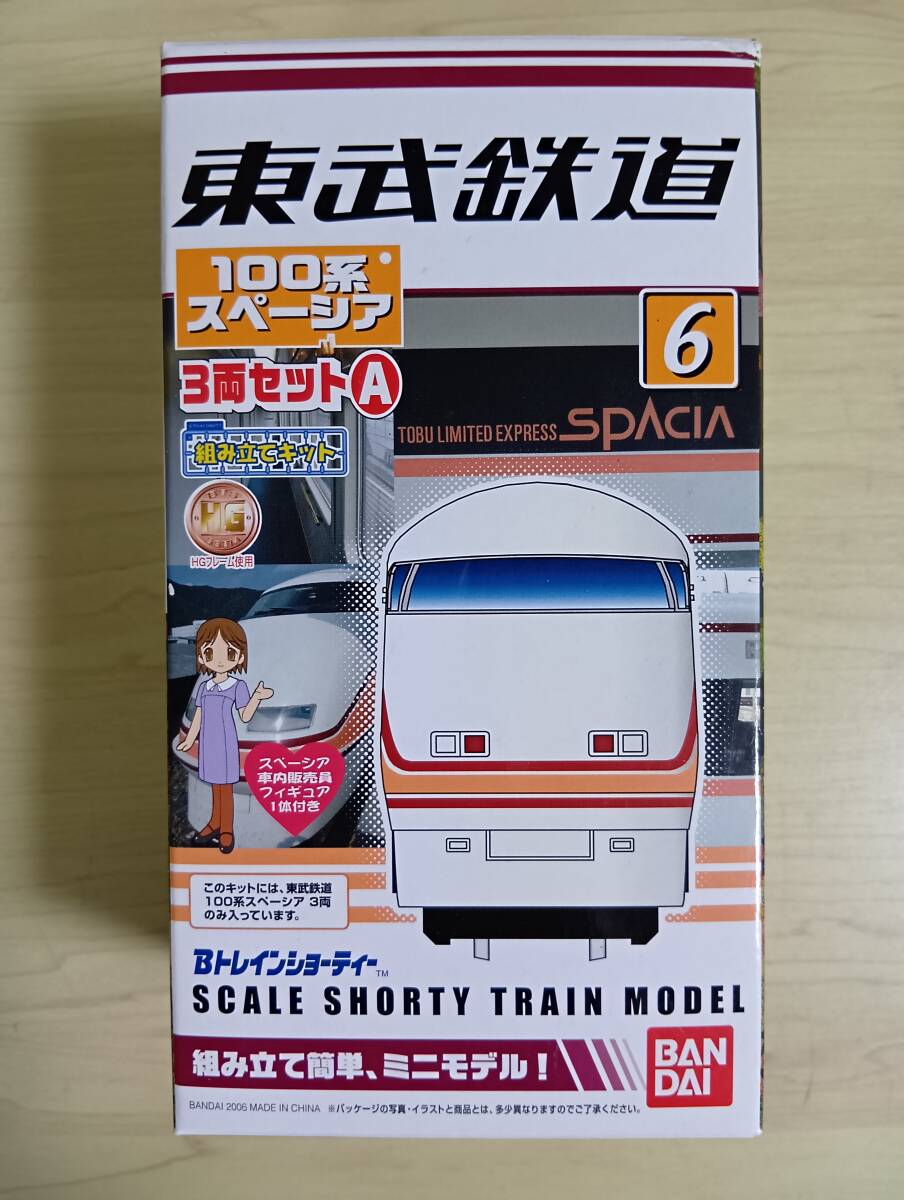 東武鉄道
100系
スペーシア
6
3両セットA
TOBU LIMITED EXPRESS SPACIA
組み立てキット
HG
HGフレーム使用
スペーシア
車内販売員
フィギュア
1体付き
このキットには、東武鉄道
100系スペーシア 3両
のみ入っています。
Bトレインショーティー™
SCALE SHORTY TRAIN MODEL
組み立て簡単、ミニモデル!
BAN
DAI
BANDAI 2006 MADE IN CHINA ※パッケージの写真・イラストと商品とは、多少異なりますのでご了承ください。